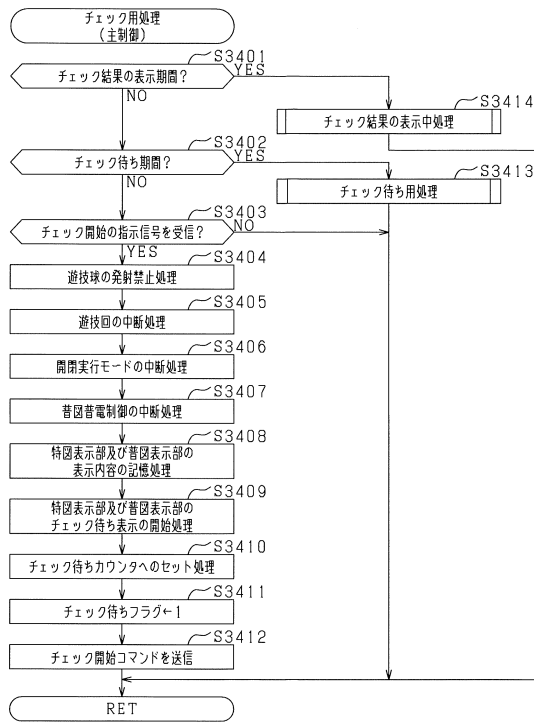 チェック用処理
(主制御)
S3401
チェック結果の表示期間?
YES
NO
S3414
チェック結果の表示中処理
S3402
チェック待ち期間?
YES
NO
S3413
チェック待ち用処理
S3403
チェック開始の指示信号を受信?
NO
YES
S3404
遊技球の発射禁止処理
S3405
遊技回の中断処理
S3406
開閉実行モードの中断処理
S3407
普図普電制御の中断処理
S3408
特図表示部及び普図表示部の
表示内容の記憶処理
S3409
特図表示部及び普図表示部の
チェック待ち表示の開始処理
S3410
チェック待ちカウンタへのセット処理
S3411
チェック待ちフラグ←1
S3412
チェック開始コマンドを送信
RET